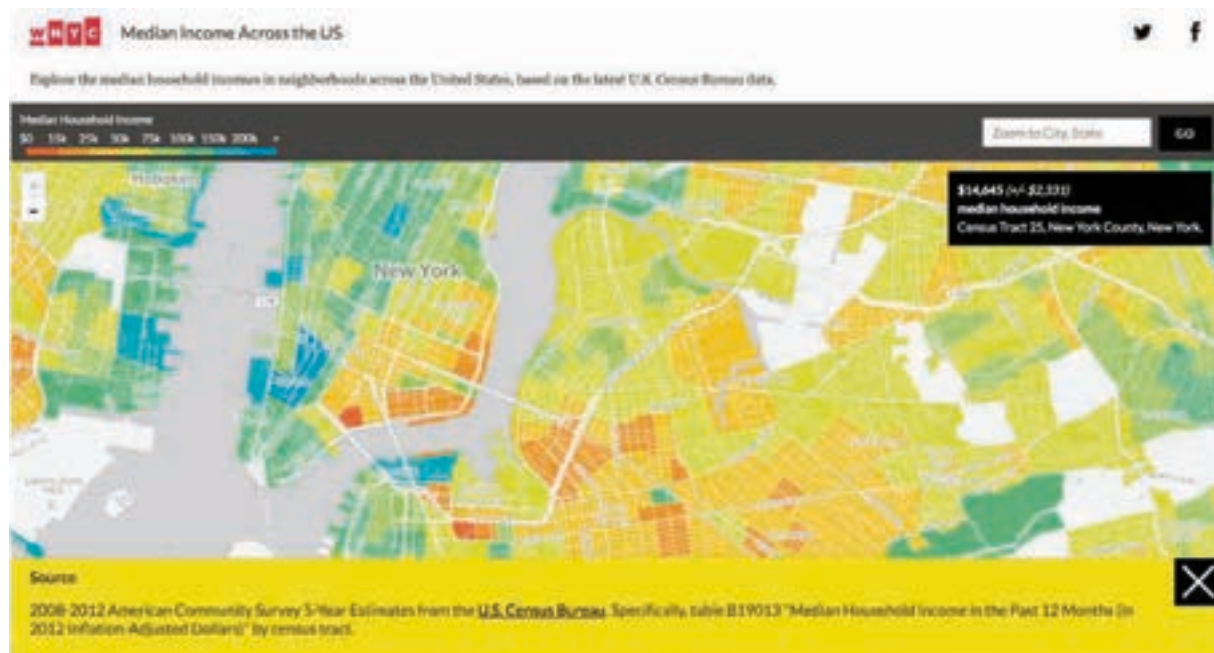 WNYC Median Income Across the US
Explore the median household incomes in neighborhoods across the United States, based on the latest U.S. Census Bureau data.
Median Household Income
$0 15k 25k 50k 75k 100k 150k 200k +
Zoom to City, State GO
Hoboken
$14,645 (+/- $2,331)
median household income
Census Tract 25, New York County, New York.
New York
Source
2008-2012 American Community Survey 5-Year Estimates from the U.S. Census Bureau. Specifically, table B19013 "Median Household Income in the Past 12 Months (in
2012 Inflation-Adjusted Dollars)" by census tract.